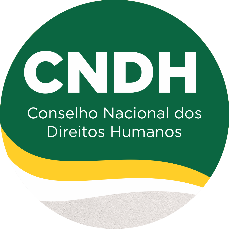 CNDH
Conselho Nacional dos
Direitos Humanos